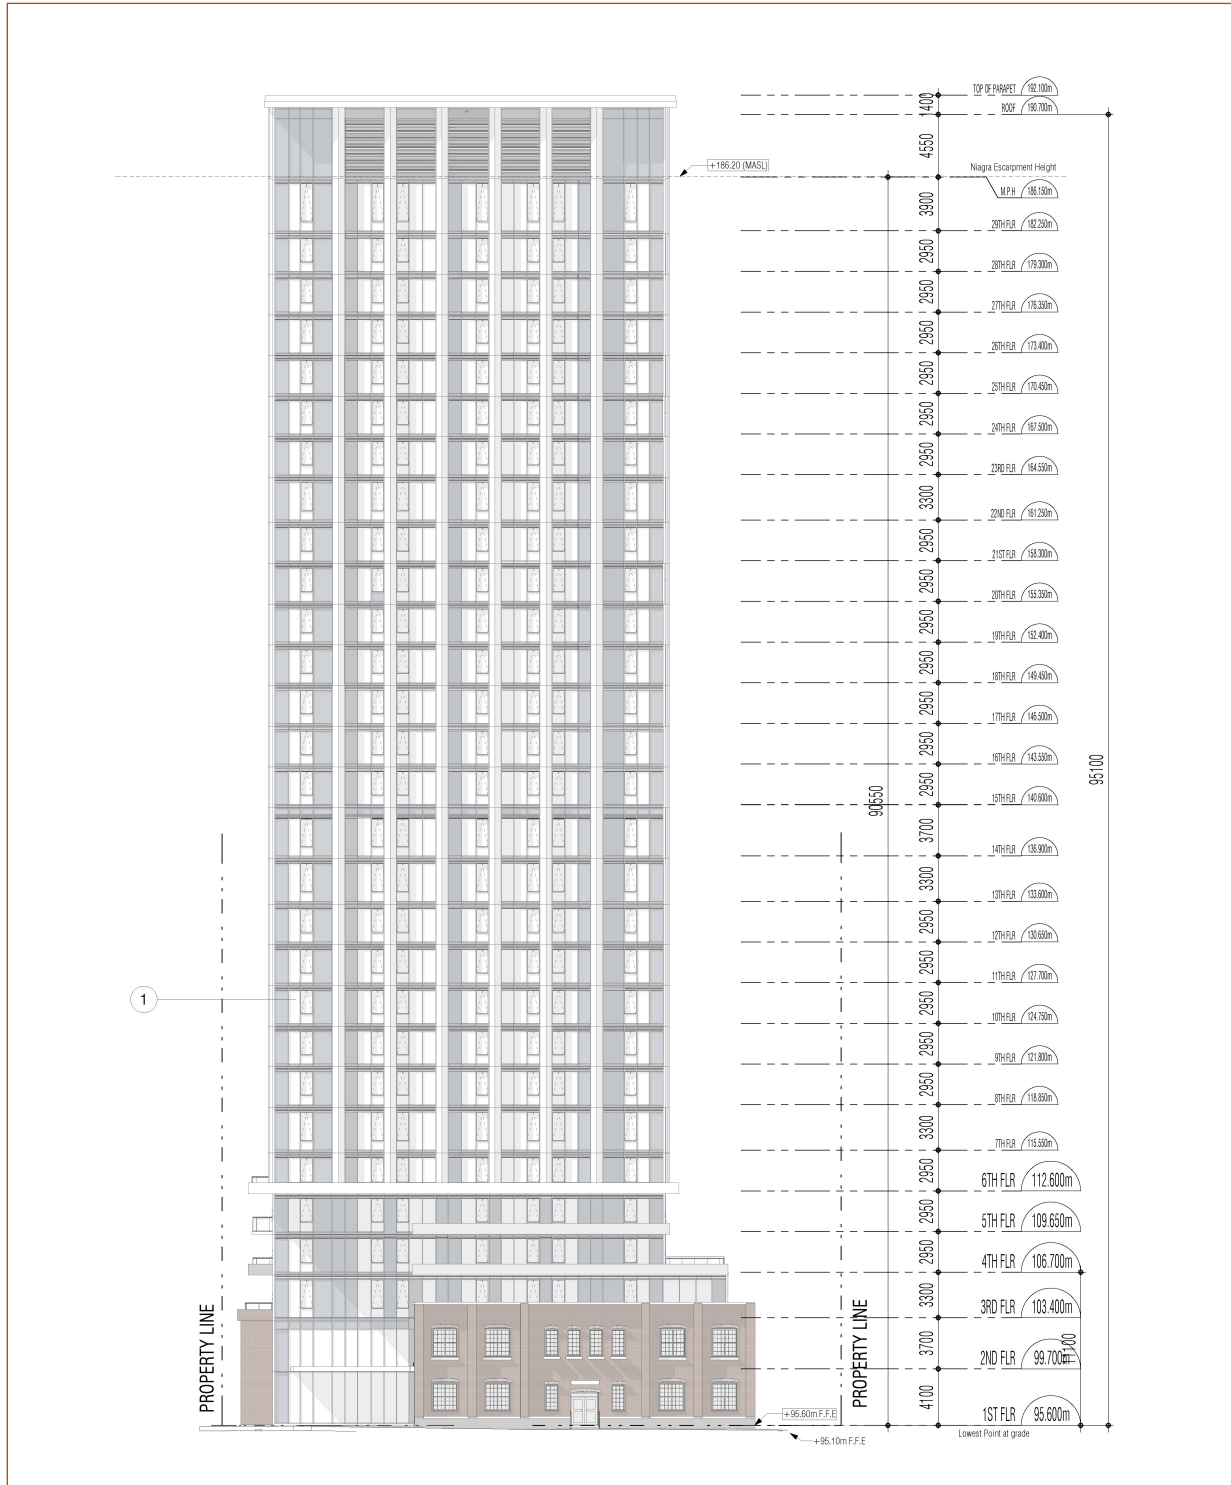 TOP OF PARAPET 192.100m
1400
ROOF 190.700m
4550
+186.20 (MASL)
Niagra Escarpment Height
M.P.H 186.150m
3900
29TH FLR 182.250m
2950
28TH FLR 179.300m
2950
27TH FLR 176.350m
2950
26TH FLR 173.400m
2950
25TH FLR 170.450m
2950
24TH FLR 167.500m
2950
23RD FLR 164.550m
3300
22ND FLR 161.250m
2950
21ST FLR 158.300m
2950
20TH FLR 155.350m
2950
19TH FLR 152.400m
2950
18TH FLR 149.450m
2950
17TH FLR 146.500m
2950
16TH FLR 143.550m
95100
2950
90550
15TH FLR 140.600m
3700
14TH FLR 136.900m
3300
13TH FLR 133.600m
2950
12TH FLR 130.650m
2950
11TH FLR 127.700m
1
2950
10TH FLR 124.750m
2950
9TH FLR 121.800m
2950
8TH FLR 118.850m
3300
7TH FLR 115.550m
2950
6TH FLR 112.600m
2950
5TH FLR 109.650m
2950
4TH FLR 106.700m
3300
3RD FLR 103.400m
3700
11100
2ND FLR 99.700m
PROPERTY LINE
PROPERTY LINE
4100
1ST FLR 95.600m
+95.60m F.F.E
Lowest Point at grade
+95.10m F.F.E